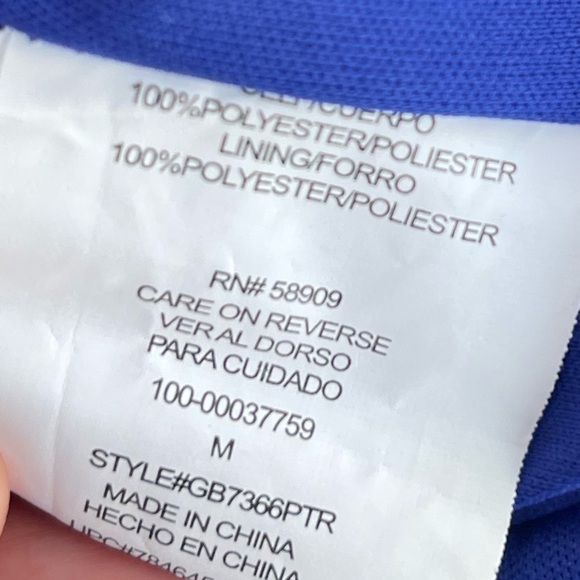 100%POLYESTER/POLIESTER
LINING/FORRO
100%POLYESTER/POLIESTER
RN# 58909
CARE ON REVERSE
VER AL DORSO
PARA CUIDADO
100-00037759
M
STYLE#GB7366PTR
MADE IN CHINA
HECHO EN CHINA